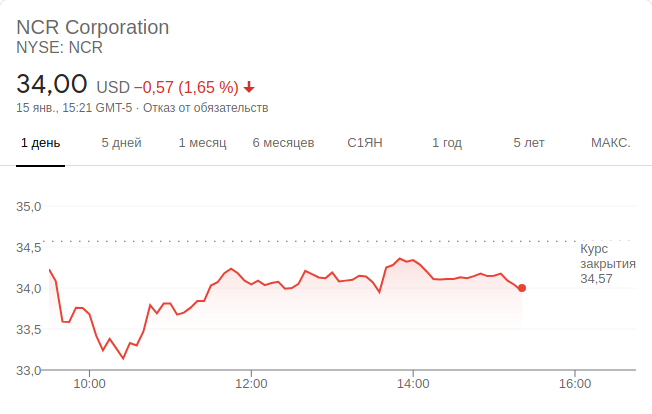 NCR Corporation
NYSE: NCR
34,00 USD −0,57 (1,65 %)
15 янв., 15:21 GMT-5 · Отказ от обязательств
1 день 5 дней 1 месяц 6 месяцев С1ЯН 1 год 5 лет МАКС.
35,0
34,5
Курс
закрытия
34,57
34,0
33,5
33,0
10:00 12:00 14:00 16:00